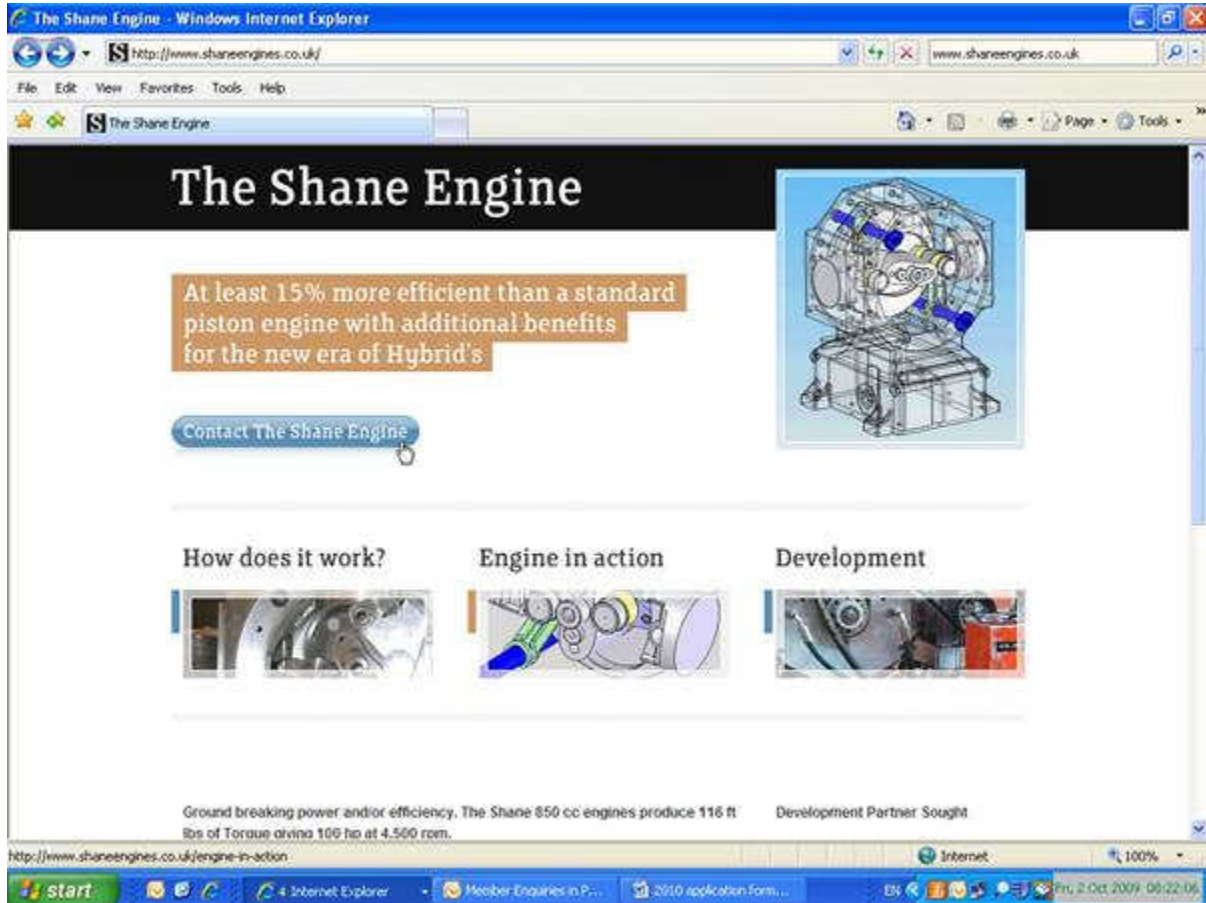 The Shane Engine - Windows Internet Explorer
http://www.shaneengines.co.uk/
www.shaneengines.co.uk
File Edit View Favorites Tools Help
The Shane Engine
Page Tools
The Shane Engine
At least 15% more efficient than a standard
piston engine with additional benefits
for the new era of Hybrid's
Contact The Shane Engine
How does it work?
Engine in action
Development
Ground breaking power and/or efficiency. The Shane 850 cc engines produce 116 ft
lbs of Torque giving 100 hp at 4,500 rpm.
Development Partner Sought
http://www.shaneengines.co.uk/engine-in-action
Internet
100%
start
4 Internet Explorer
Member Enquiries in P...
2010 application form...
EN
Fri, 2 Oct 2009 06:22:06